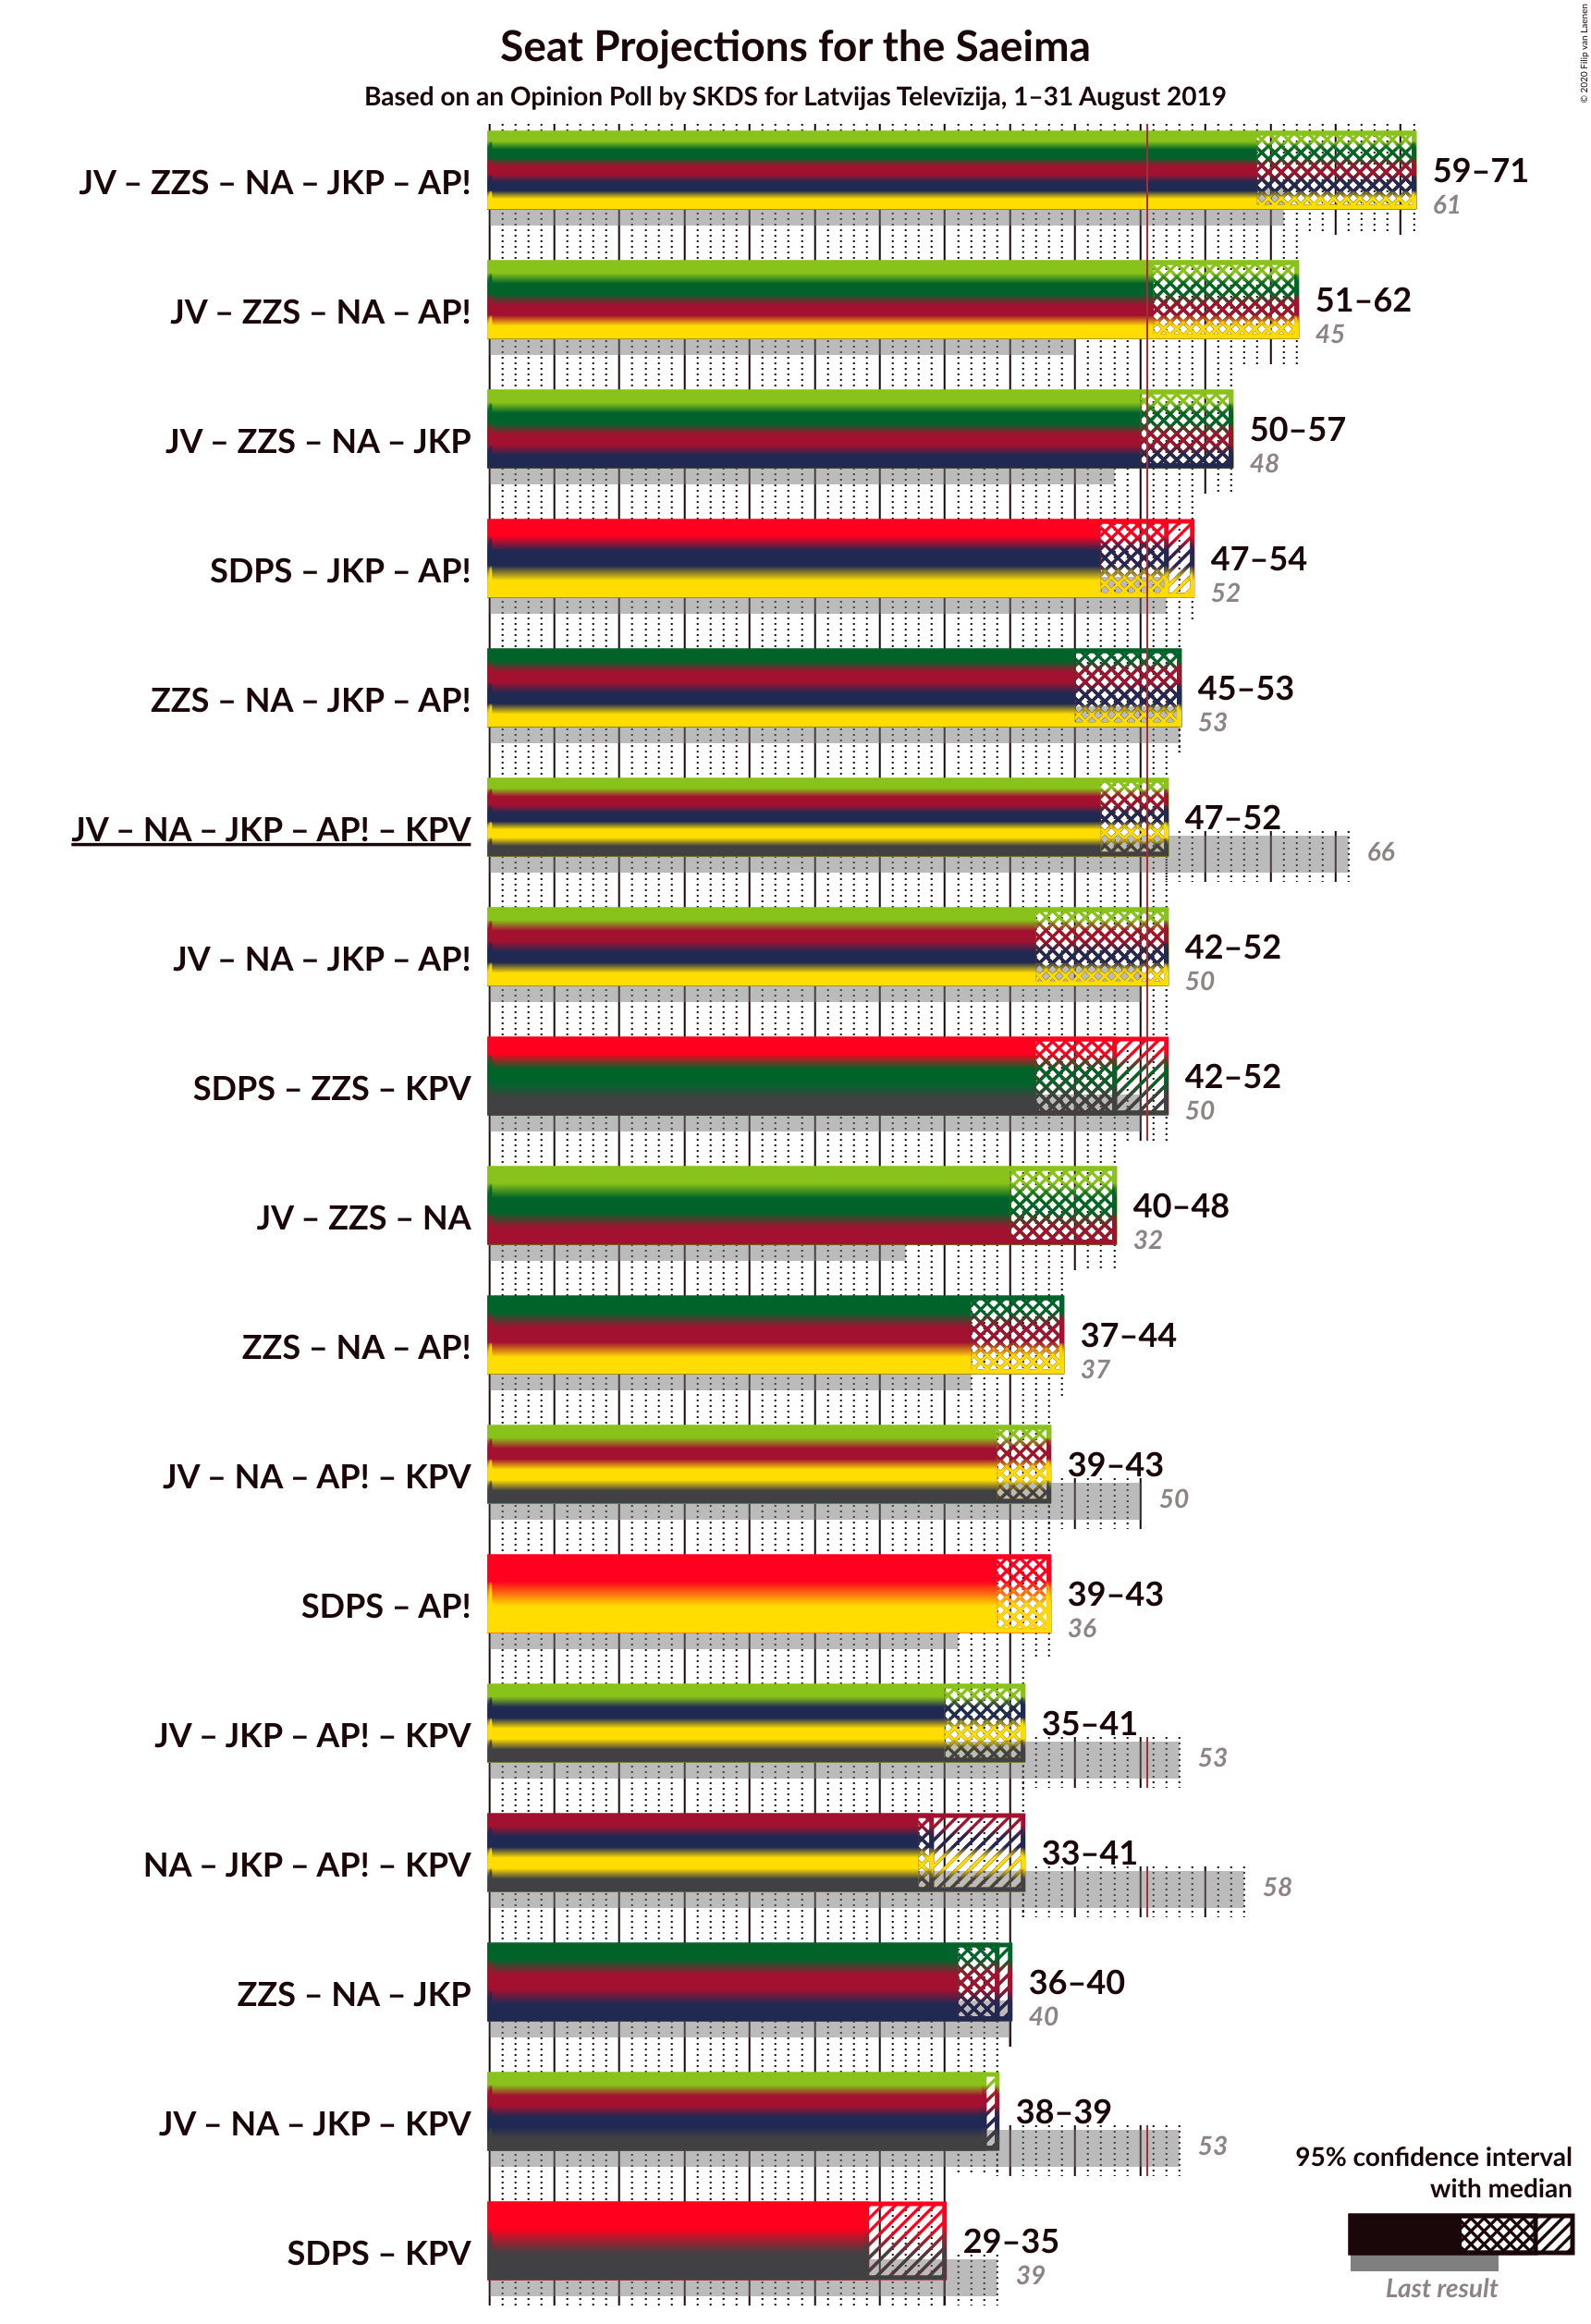 Seat Projections for the Saeima
Based on an Opinion Poll by SKDS for Latvijas Televīzija, 1–31 August 2019
© 2020 Filip van Laenen
JV – ZZS – NA – JKP – AP!
59–71
61
JV – ZZS – NA – AP!
51–62
45
JV – ZZS – NA – JKP
50–57
48
SDPS – JKP – AP!
47–54
52
ZZS – NA – JKP – AP!
45–53
53
JV – NA – JKP – AP! – KPV
47–52
66
JV – NA – JKP – AP!
42–52
50
SDPS – ZZS – KPV
42–52
50
JV – ZZS – NA
40–48
32
ZZS – NA – AP!
37–44
37
JV – NA – AP! – KPV
39–43
50
SDPS – AP!
39–43
36
JV – JKP – AP! – KPV
35–41
53
NA – JKP – AP! – KPV
33–41
58
ZZS – NA – JKP
36–40
40
JV – NA – JKP – KPV
38–39
53
SDPS – KPV
29–35
39
95% confidence interval
with median
Last result